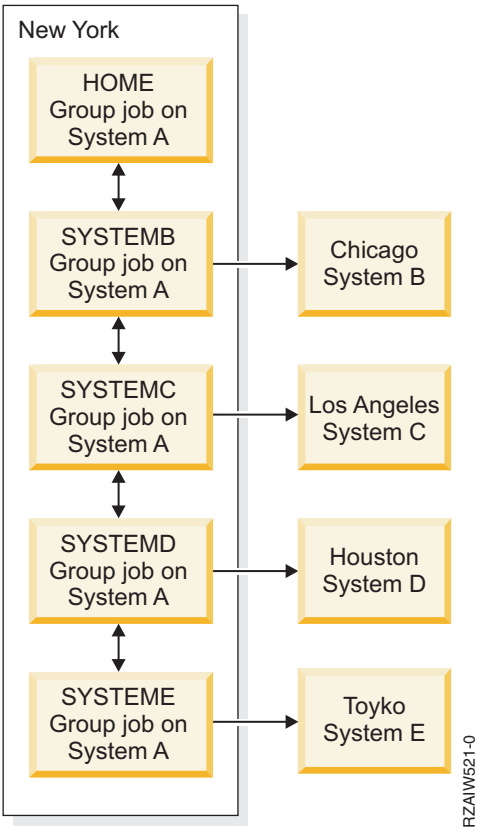 New York
HOME
Group job on
System A
SYSTEMB
Group job on
System A
Chicago
System B
SYSTEMC
Group job on
System A
Los Angeles
System C
SYSTEMD
Group job on
System A
Houston
System D
SYSTEME
Group job on
System A
Toyko
System E
RZAIW521-0